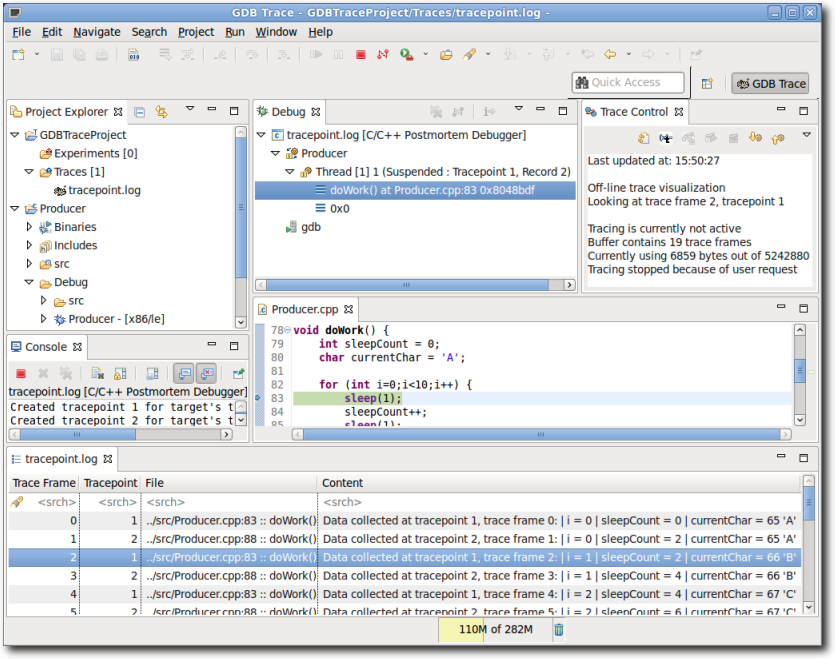 GDB Trace - GDBTraceProject/Traces/tracepoint.log -
File Edit Navigate Search Project Run Window Help
010
Quick Access
GDB Trace
Project Explorer
GDBTraceProject
Experiments [0]
Traces [1]
tracepoint.log
Producer
Binaries
Includes
src
Debug
src
Producer - [x86/le]
Debug
tracepoint.log [C/C++ Postmortem Debugger]
Producer
Thread [1] 1 (Suspended : Tracepoint 1, Record 2)
doWork() at Producer.cpp:83 0x8048bdf
0x0
gdb
Trace Control
Last updated at: 15:50:27
Off-line trace visualization
Looking at trace frame 2, tracepoint 1
Tracing is currently not active
Buffer contains 19 trace frames
Currently using 6859 bytes out of 5242880
Tracing stopped because of user request
Console
tracepoint.log [C/C++ Postmortem Debugger]
Created tracepoint 1 for target's t
Created tracepoint 2 for target's t
Producer.cpp
78 void doWork() {
79 int sleepCount = 0;
80 char currentChar = 'A';
81
82 for (int i=0;i<10;i++) {
83 sleep(1);
84 sleepCount++;
85 sleep(1);
tracepoint.log
Trace Frame Tracepoint File Content
<srch> <srch> <srch> <srch>
0 1 ../src/Producer.cpp:83 :: doWork() Data collected at tracepoint 1, trace frame 0: | i = 0 | sleepCount = 0 | currentChar = 65 'A'
1 2 ../src/Producer.cpp:88 :: doWork() Data collected at tracepoint 2, trace frame 1: | i = 0 | sleepCount = 2 | currentChar = 65 'A'
2 1 ../src/Producer.cpp:83 :: doWork() Data collected at tracepoint 1, trace frame 2: | i = 1 | sleepCount = 2 | currentChar = 66 'B'
3 2 ../src/Producer.cpp:88 :: doWork() Data collected at tracepoint 2, trace frame 3: | i = 1 | sleepCount = 4 | currentChar = 66 'B'
4 1 ../src/Producer.cpp:83 :: doWork() Data collected at tracepoint 1, trace frame 4: | i = 2 | sleepCount = 4 | currentChar = 67 'C'
5 2 ../src/Producer.cpp:88 :: doWork() Data collected at tracepoint 2, trace frame 5: | i = 2 | sleepCount = 6 | currentChar = 67 'C'
110M of 282M